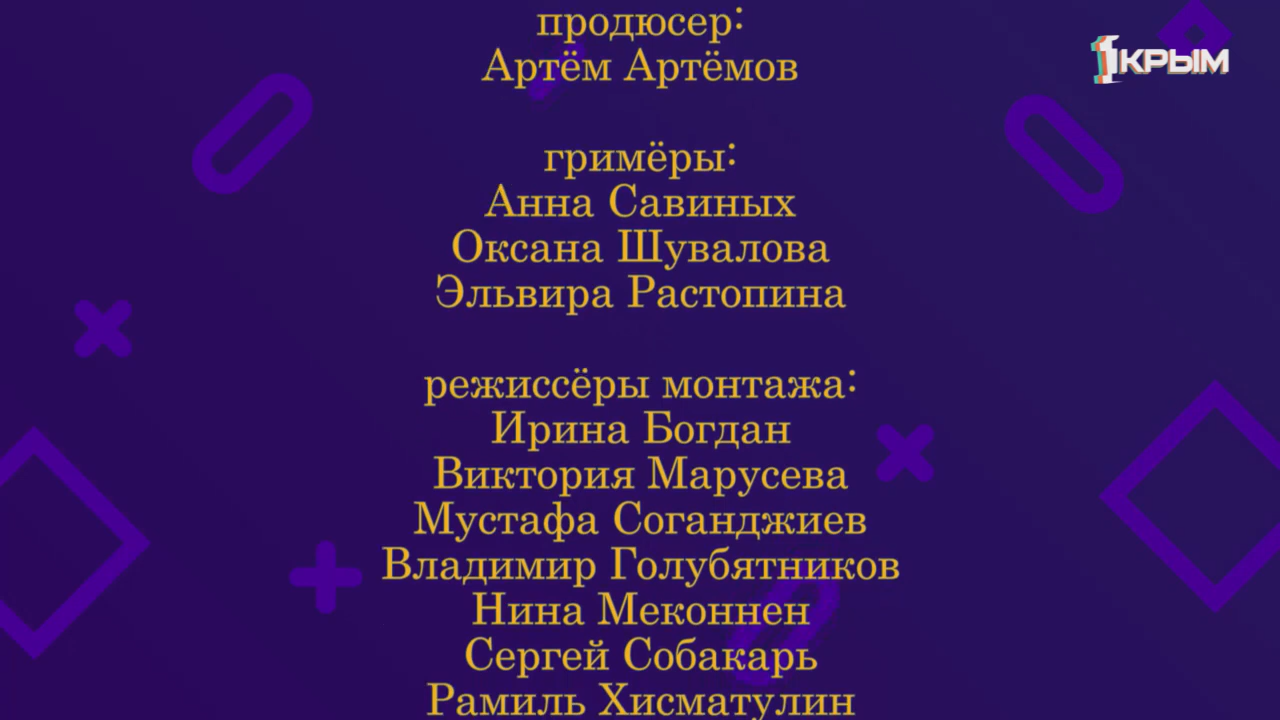 продюсер:
Артём Артёмов
1КРЫМ
гримёры:
Анна Савиных
Оксана Шувалова
Эльвира Растопина
режиссёры монтажа:
Ирина Богдан
Виктория Марусева
Мустафа Соганджиев
Владимир Голубятников
Нина Меконнен
Сергей Собакарь
Рамиль Хисматулин